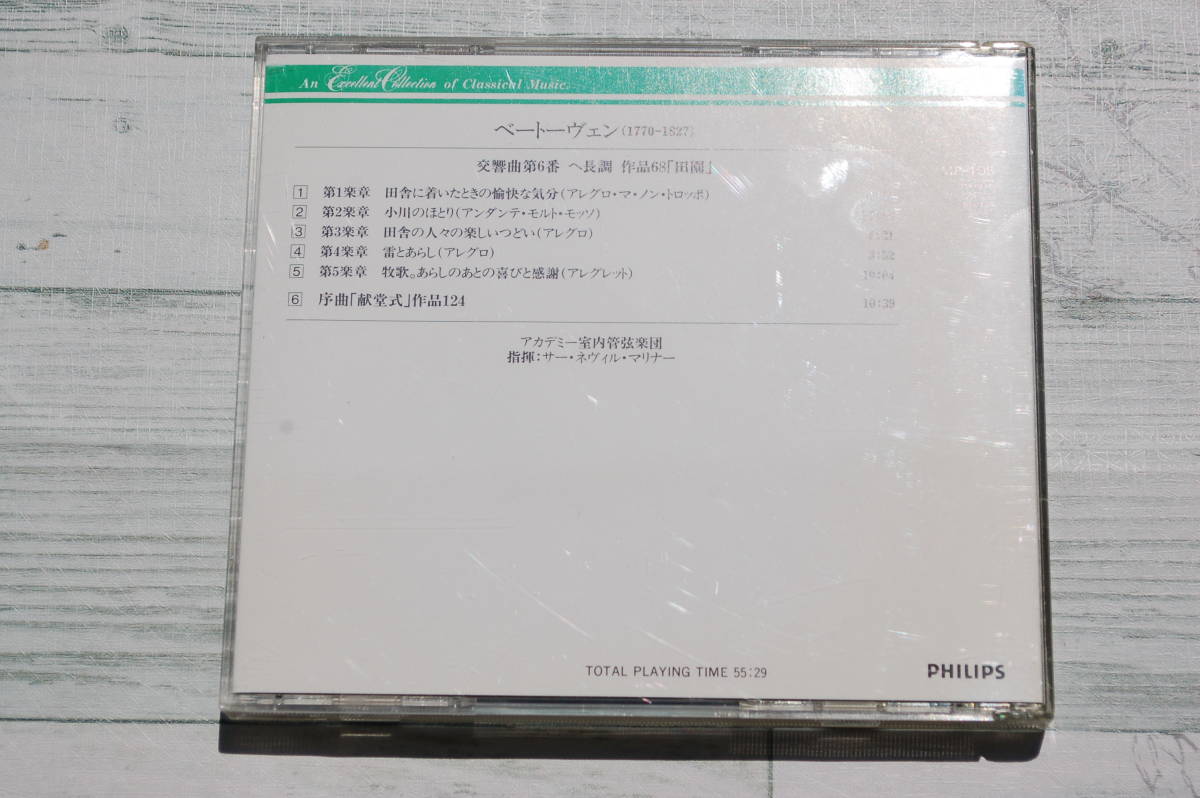 An Excellent Collection of Classical Music
ベートーヴェン(1770-1827)
交響曲第6番 ヘ長調 作品68「田園」
1 第1楽章 田舎に着いたときの愉快な気分(アレグロ・マ・ノン・トロッポ)
2 第2楽章 小川のほとり(アンダンテ・モルト・モッソ)
3 第3楽章 田舎の人々の楽しいつどい(アレグロ)
4 第4楽章 雷とあらし(アレグロ) 3:52
5 第5楽章 牧歌。あらしのあとの喜びと感謝(アレグレット) 10:04
6 序曲「献堂式」作品124 10:39
アカデミー室内管弦楽団
指揮:サー・ネヴィル・マリナー
TOTAL PLAYING TIME 55:29
PHILIPS